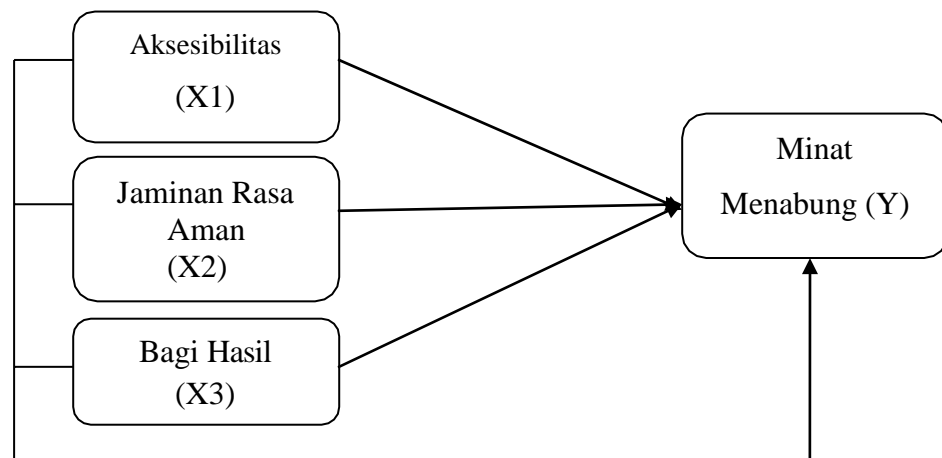 Aksesibilitas
(X1)
Jaminan Rasa
Aman
(X2)
Bagi Hasil
(X3)
Minat
Menabung (Y)